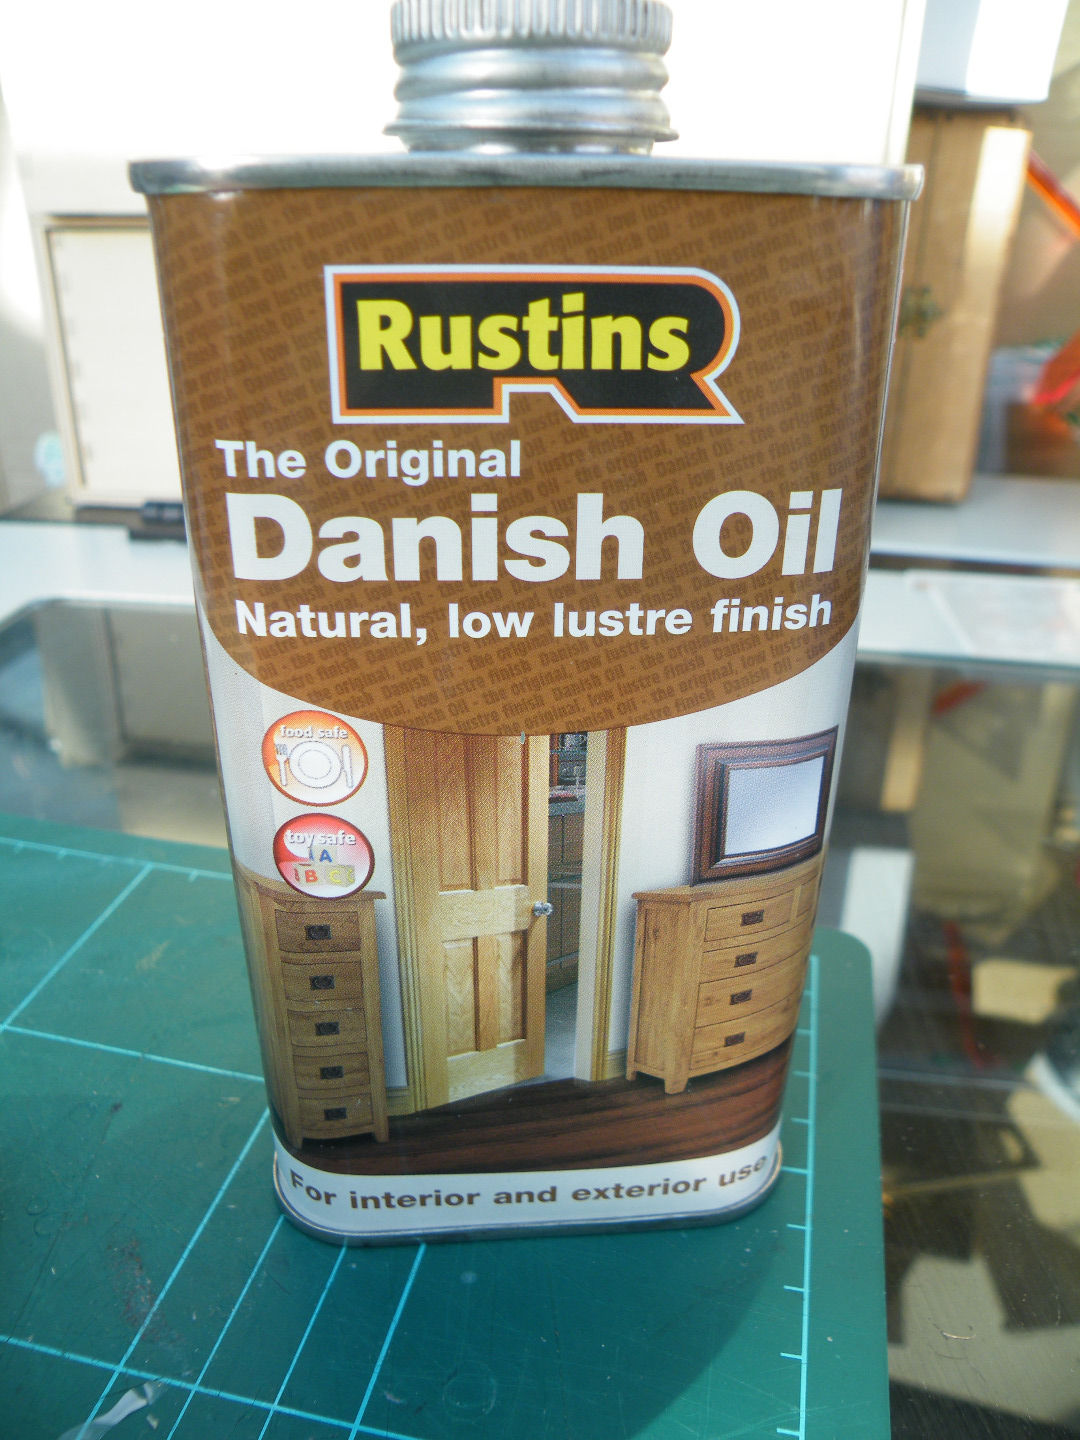 Rustins
The Original
Danish Oil
Natural, low lustre finish
food safe
toy safe
A
B C
For interior and exterior use